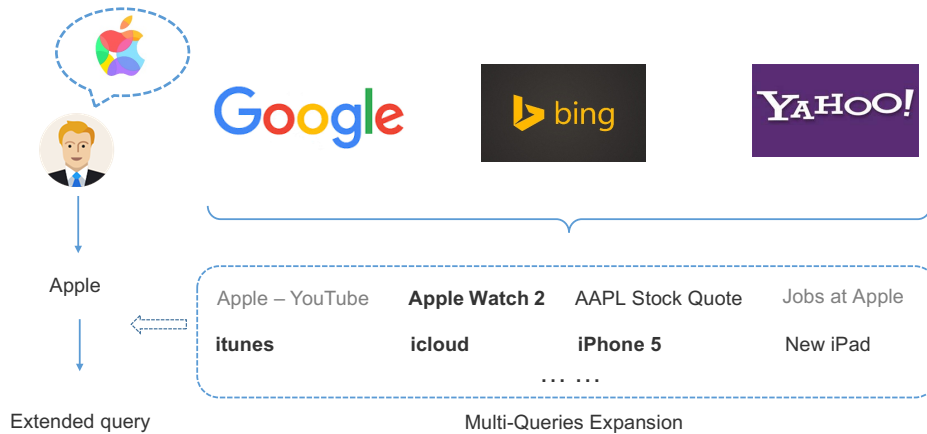 Google
bing
YAHOO!
Apple
Apple – YouTube
Apple Watch 2
AAPL Stock Quote
Jobs at Apple
itunes
icloud
iPhone 5
New iPad
... ...
Extended query
Multi-Queries Expansion